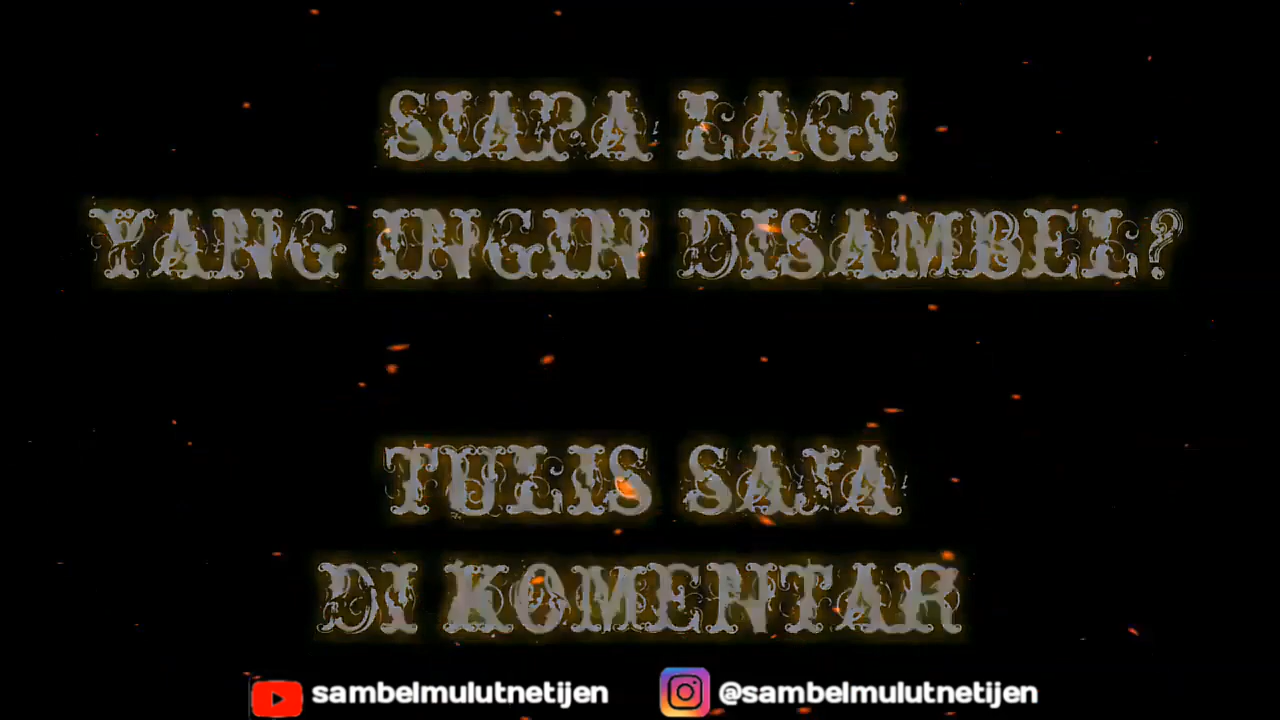 SIAPA LAGI
YANG INGIN DISAMBEL?
TULIS SAJA
DI KOMENTAR
sambelmulutnetijen @sambelmulutnetijen